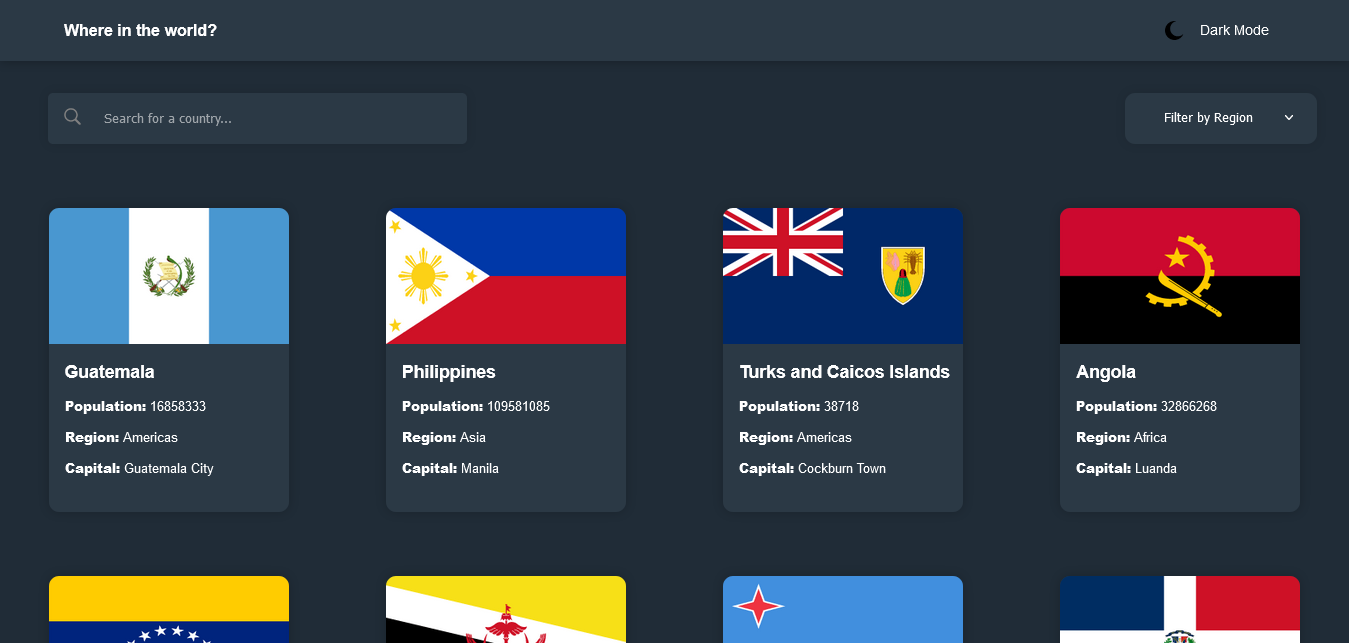 Where in the world?
Dark Mode
Search for a country...
Filter by Region
Guatemala
Population: 16858333
Region: Americas
Capital: Guatemala City
Philippines
Population: 109581085
Region: Asia
Capital: Manila
Turks and Caicos Islands
Population: 38718
Region: Americas
Capital: Cockburn Town
Angola
Population: 32866268
Region: Africa
Capital: Luanda